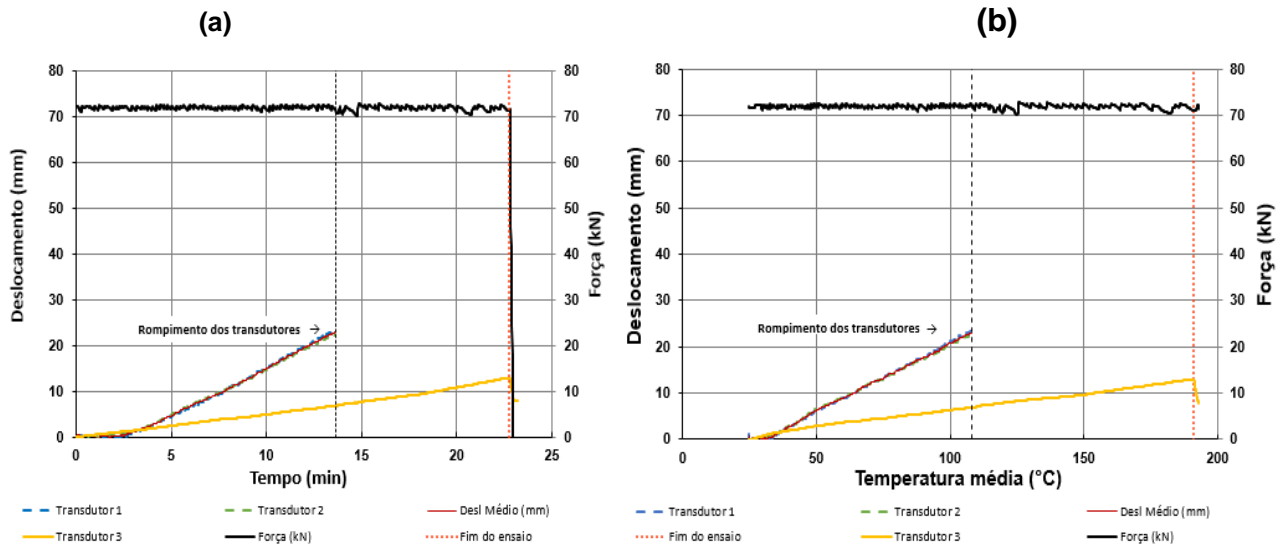 (a)
80
70
60
50
40
30
20
10
0
Deslocamento (mm)
80
70
60
50
40
30
20
10
0
Força (kN)
Rompimento dos transdutores →
0 5 10 15 20 25
Tempo (min)
Transdutor 1 Transdutor 2 Desl Médio (mm)
Transdutor 3 Força (kN) Fim do ensaio
(b)
80
70
60
50
40
30
20
10
0
Deslocamento (mm)
80
70
60
50
40
30
20
10
0
Força (kN)
Rompimento dos transdutores →
0 50 100 150 200
Temperatura média (°C)
Transdutor 1 Transdutor 2 Desl Médio (mm)
Fim do ensaio Transdutor 3 Força (kN)